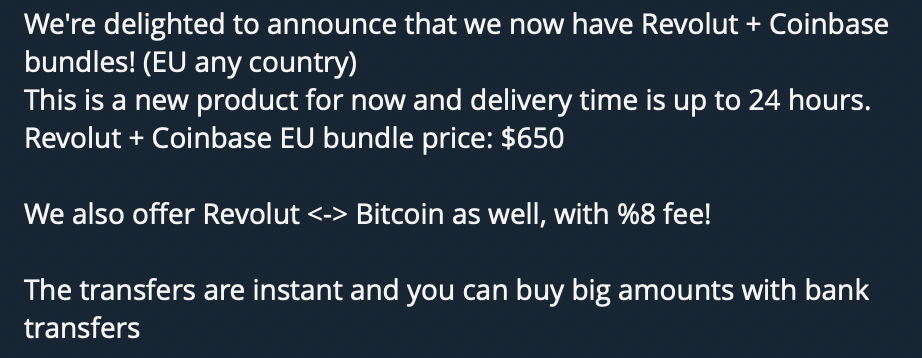 We're delighted to announce that we now have Revolut + Coinbase
bundles! (EU any country)
This is a new product for now and delivery time is up to 24 hours.
Revolut + Coinbase EU bundle price: $650
We also offer Revolut <-> Bitcoin as well, with %8 fee!
The transfers are instant and you can buy big amounts with bank
transfers